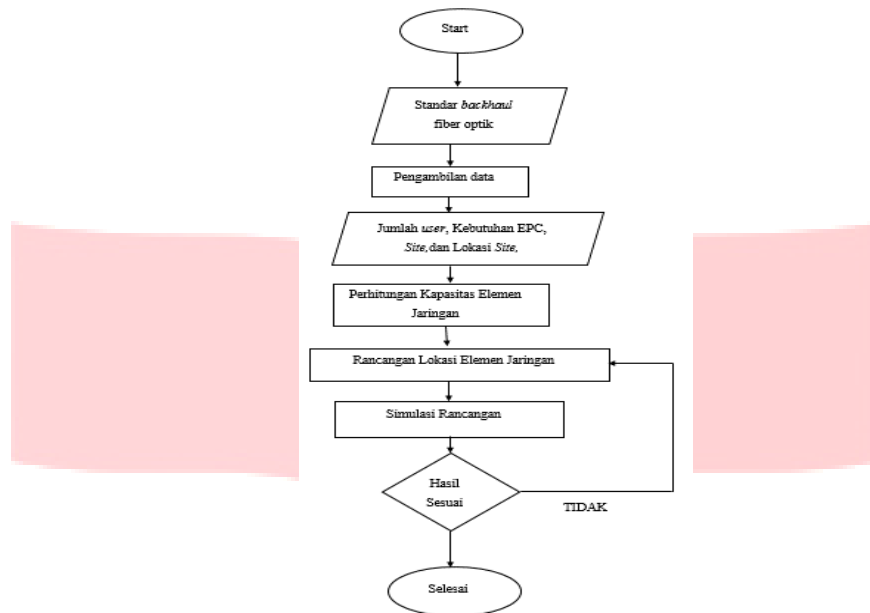 Start
Standar backhaul
fiber optik
Pengambilan data
Jumlah user, Kebutuhan EPC,
Site,dan Lokasi Site,
Perhitungan Kapasitas Elemen
Jaringan
Rancangan Lokasi Elemen Jaringan
Simulasi Rancangan
Hasil
Sesuai
TIDAK
Selesai